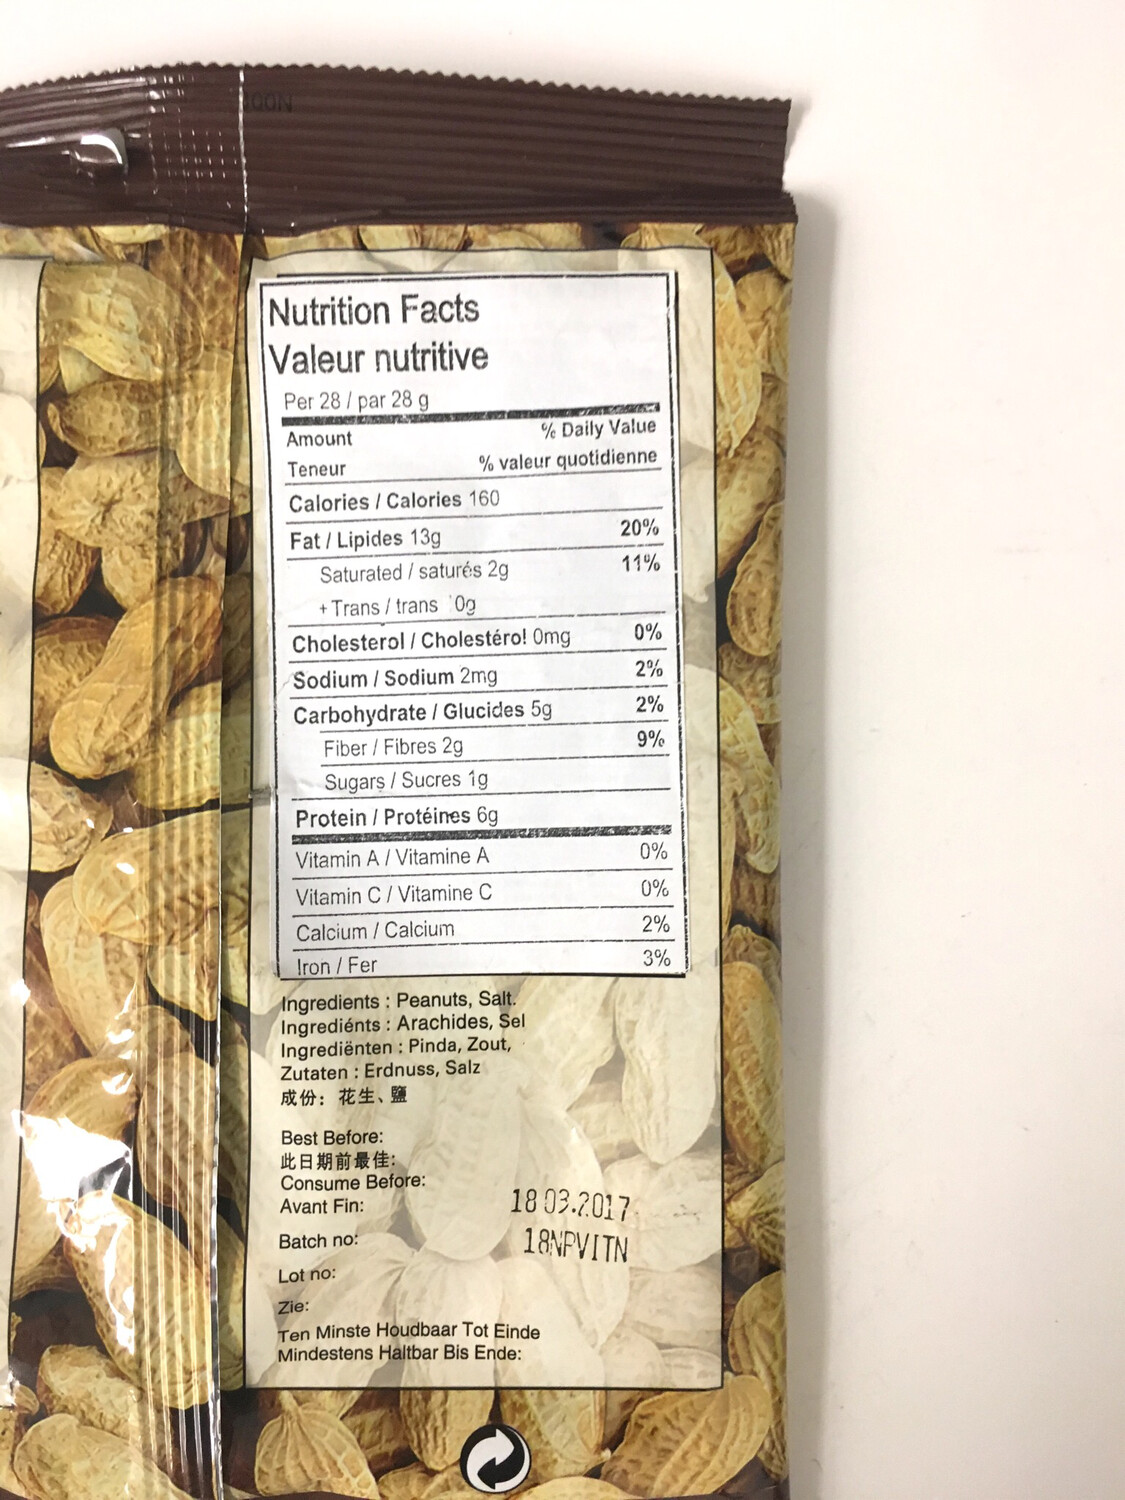 Nutrition Facts
Valeur nutritive
Per 28 / par 28 g
Amount % Daily Value
Teneur % valeur quotidienne
Calories / Calories 160
Fat / Lipides 13g 20%
Saturated / saturés 2g 11%
+ Trans / trans 0g
Cholesterol / Cholestérol 0mg 0%
Sodium / Sodium 2mg 2%
Carbohydrate / Glucides 5g 2%
Fiber / Fibres 2g 9%
Sugars / Sucres 1g
Protein / Protéines 6g
Vitamin A / Vitamine A 0%
Vitamin C / Vitamine C 0%
Calcium / Calcium 2%
Iron / Fer 3%
Ingredients : Peanuts, Salt.
Ingrediénts : Arachides, Sel
Ingrediënten : Pinda, Zout,
Zutaten : Erdnuss, Salz
成份: 花生、鹽
Best Before:
此日期前最佳:
Consume Before:
Avant Fin: 18 03.2017
Batch no: 18NPVITN
Lot no:
Zie:
Ten Minste Houdbaar Tot Einde
Mindestens Haltbar Bis Ende: